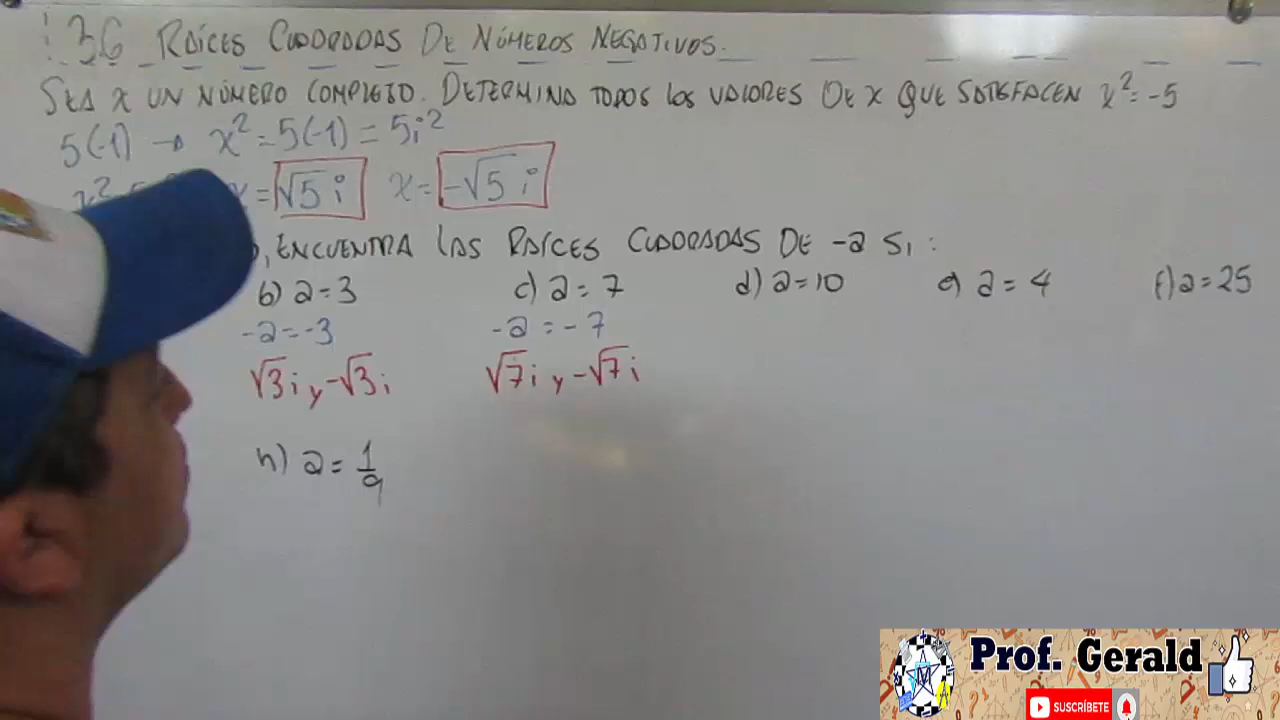 1.36 RAÍCES CUADRADAS DE NÚMEROS NEGATIVOS.
SEA x UN NÚMERO COMPLEJO. DETERMINA TODOS LOS VALORES DE x QUE SATISFACEN x² = -5
5(-1) → x² = 5(-1) = 5i²
= √5 i x = -√5 i
ENCUENTRA LAS RAÍCES CUADRADAS DE -a SI:
b) a = 3 c) a = 7 d) a = 10 e) a = 4 f) a = 25
-a = -3 -a = -7
√3 i y -√3 i √7 i y -√7 i
h) a = 1/9
Prof. Gerald
SUSCRÍBETE